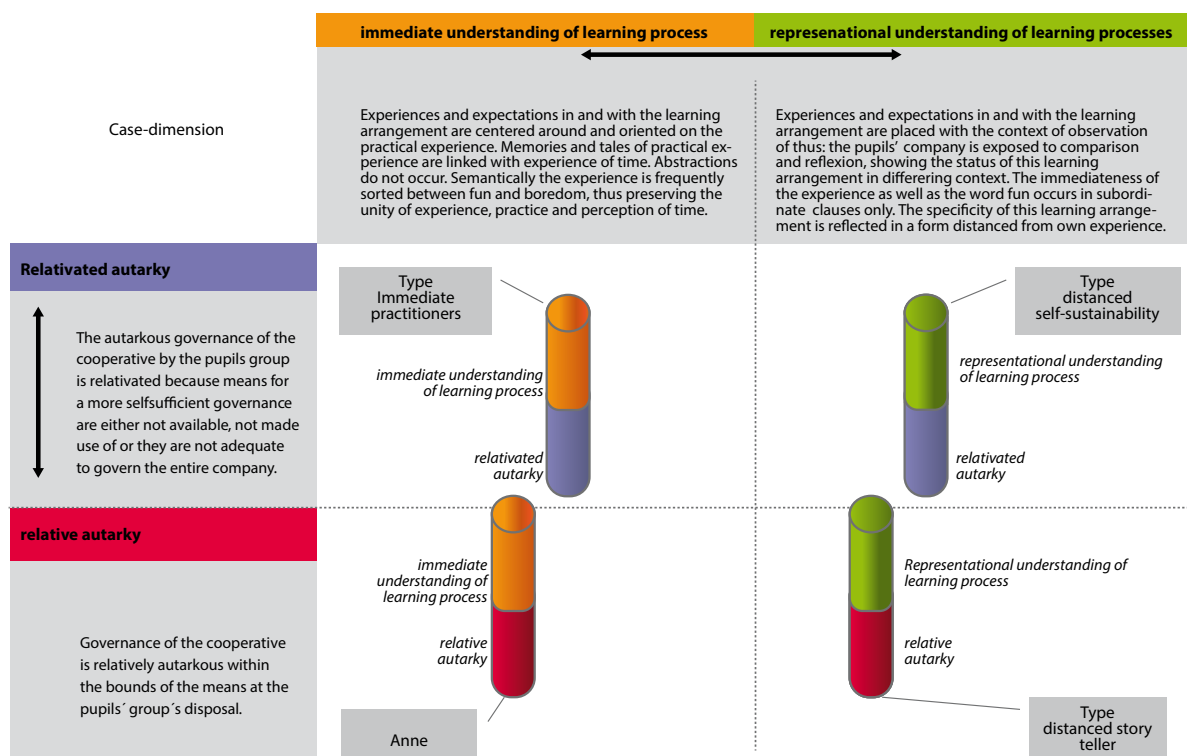 immediate understanding of learning process
represenational understanding of learning processes
Case-dimension
Experiences and expectations in and with the learning
arrangement are centered around and oriented on the
practical experience. Memories and tales of practical ex-
perience are linked with experience of time. Abstractions
do not occur. Semantically the experience is frequently
sorted between fun and boredom, thus preserving the
unity of experience, practice and perception of time.
Experiences and expectations in and with the learning
arrangement are placed with the context of observation
of thus: the pupils’ company is exposed to comparison
and reflexion, showing the status of this learning
arrangement in differing context. The immediateness of
the experience as well as the word fun occurs in subordi-
nate clauses only. The specificity of this learning arrange-
ment is reflected in a form distanced from own experience.
Relativated autarky
The autarkous governance of the
cooperative by the pupils group
is relativated because means for
a more selfsufficient governance
are either not available, not made
use of or they are not adequate
to govern the entire company.
Type
Immediate
practitioners
immediate understanding
of learning process
relativated
autarky
Type
distanced
self-sustainability
representational understanding
of learning process
relativated
autarky
relative autarky
Governance of the cooperative
is relatively autarkous within
the bounds of the means at the
pupils´ group´s disposal.
immediate
understanding of
learning process
relative
autarky
Anne
Representational understanding of
learning process
relative
autarky
Type
distanced story
teller